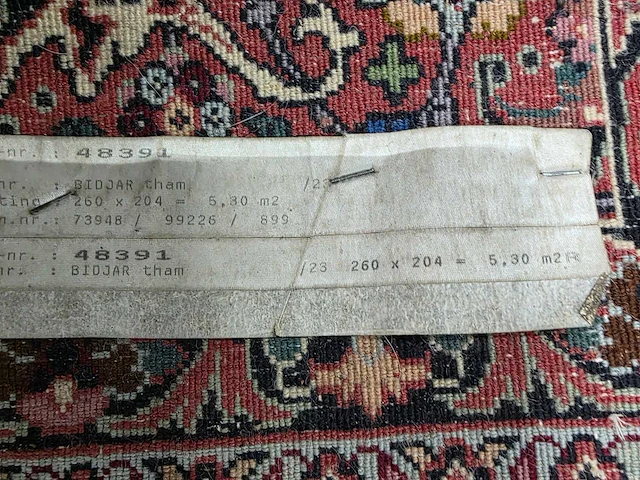 -nr. : 48391
nr. : BIDJAR tham /23
ting : 260 x 204 = 5,30 m2
n.nr.: 73948 / 99226 / 899
-nr. : 48391
nr. : BIDJAR tham /23 260 x 204 = 5,30 m2R